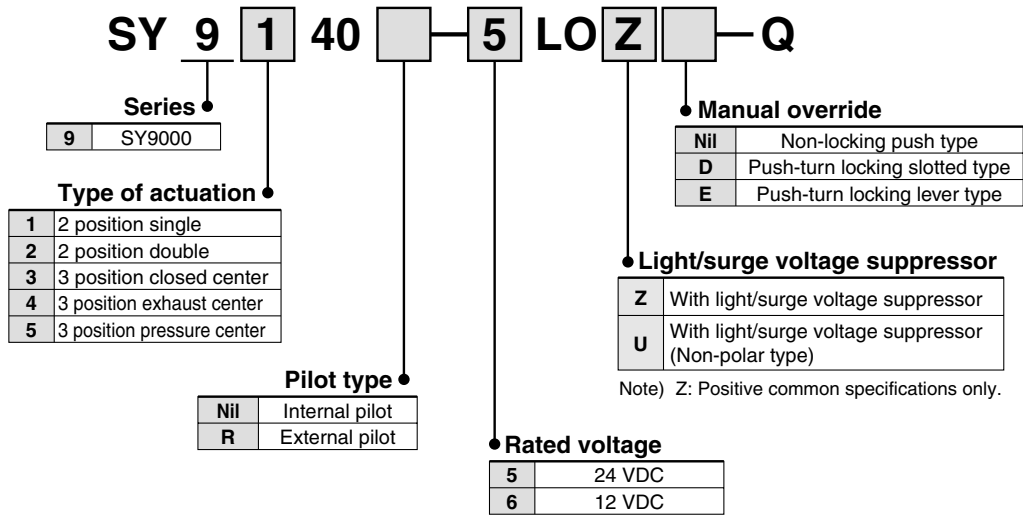 SY 9 1 40 — 5 LO Z — Q
Series
9 SY9000
Type of actuation
1 2 position single
2 2 position double
3 3 position closed center
4 3 position exhaust center
5 3 position pressure center
Pilot type
Nil Internal pilot
R External pilot
Rated voltage
5 24 VDC
6 12 VDC
Light/surge voltage suppressor
Z With light/surge voltage suppressor
U With light/surge voltage suppressor
(Non-polar type)
Note) Z: Positive common specifications only.
Manual override
Nil Non-locking push type
D Push-turn locking slotted type
E Push-turn locking lever type